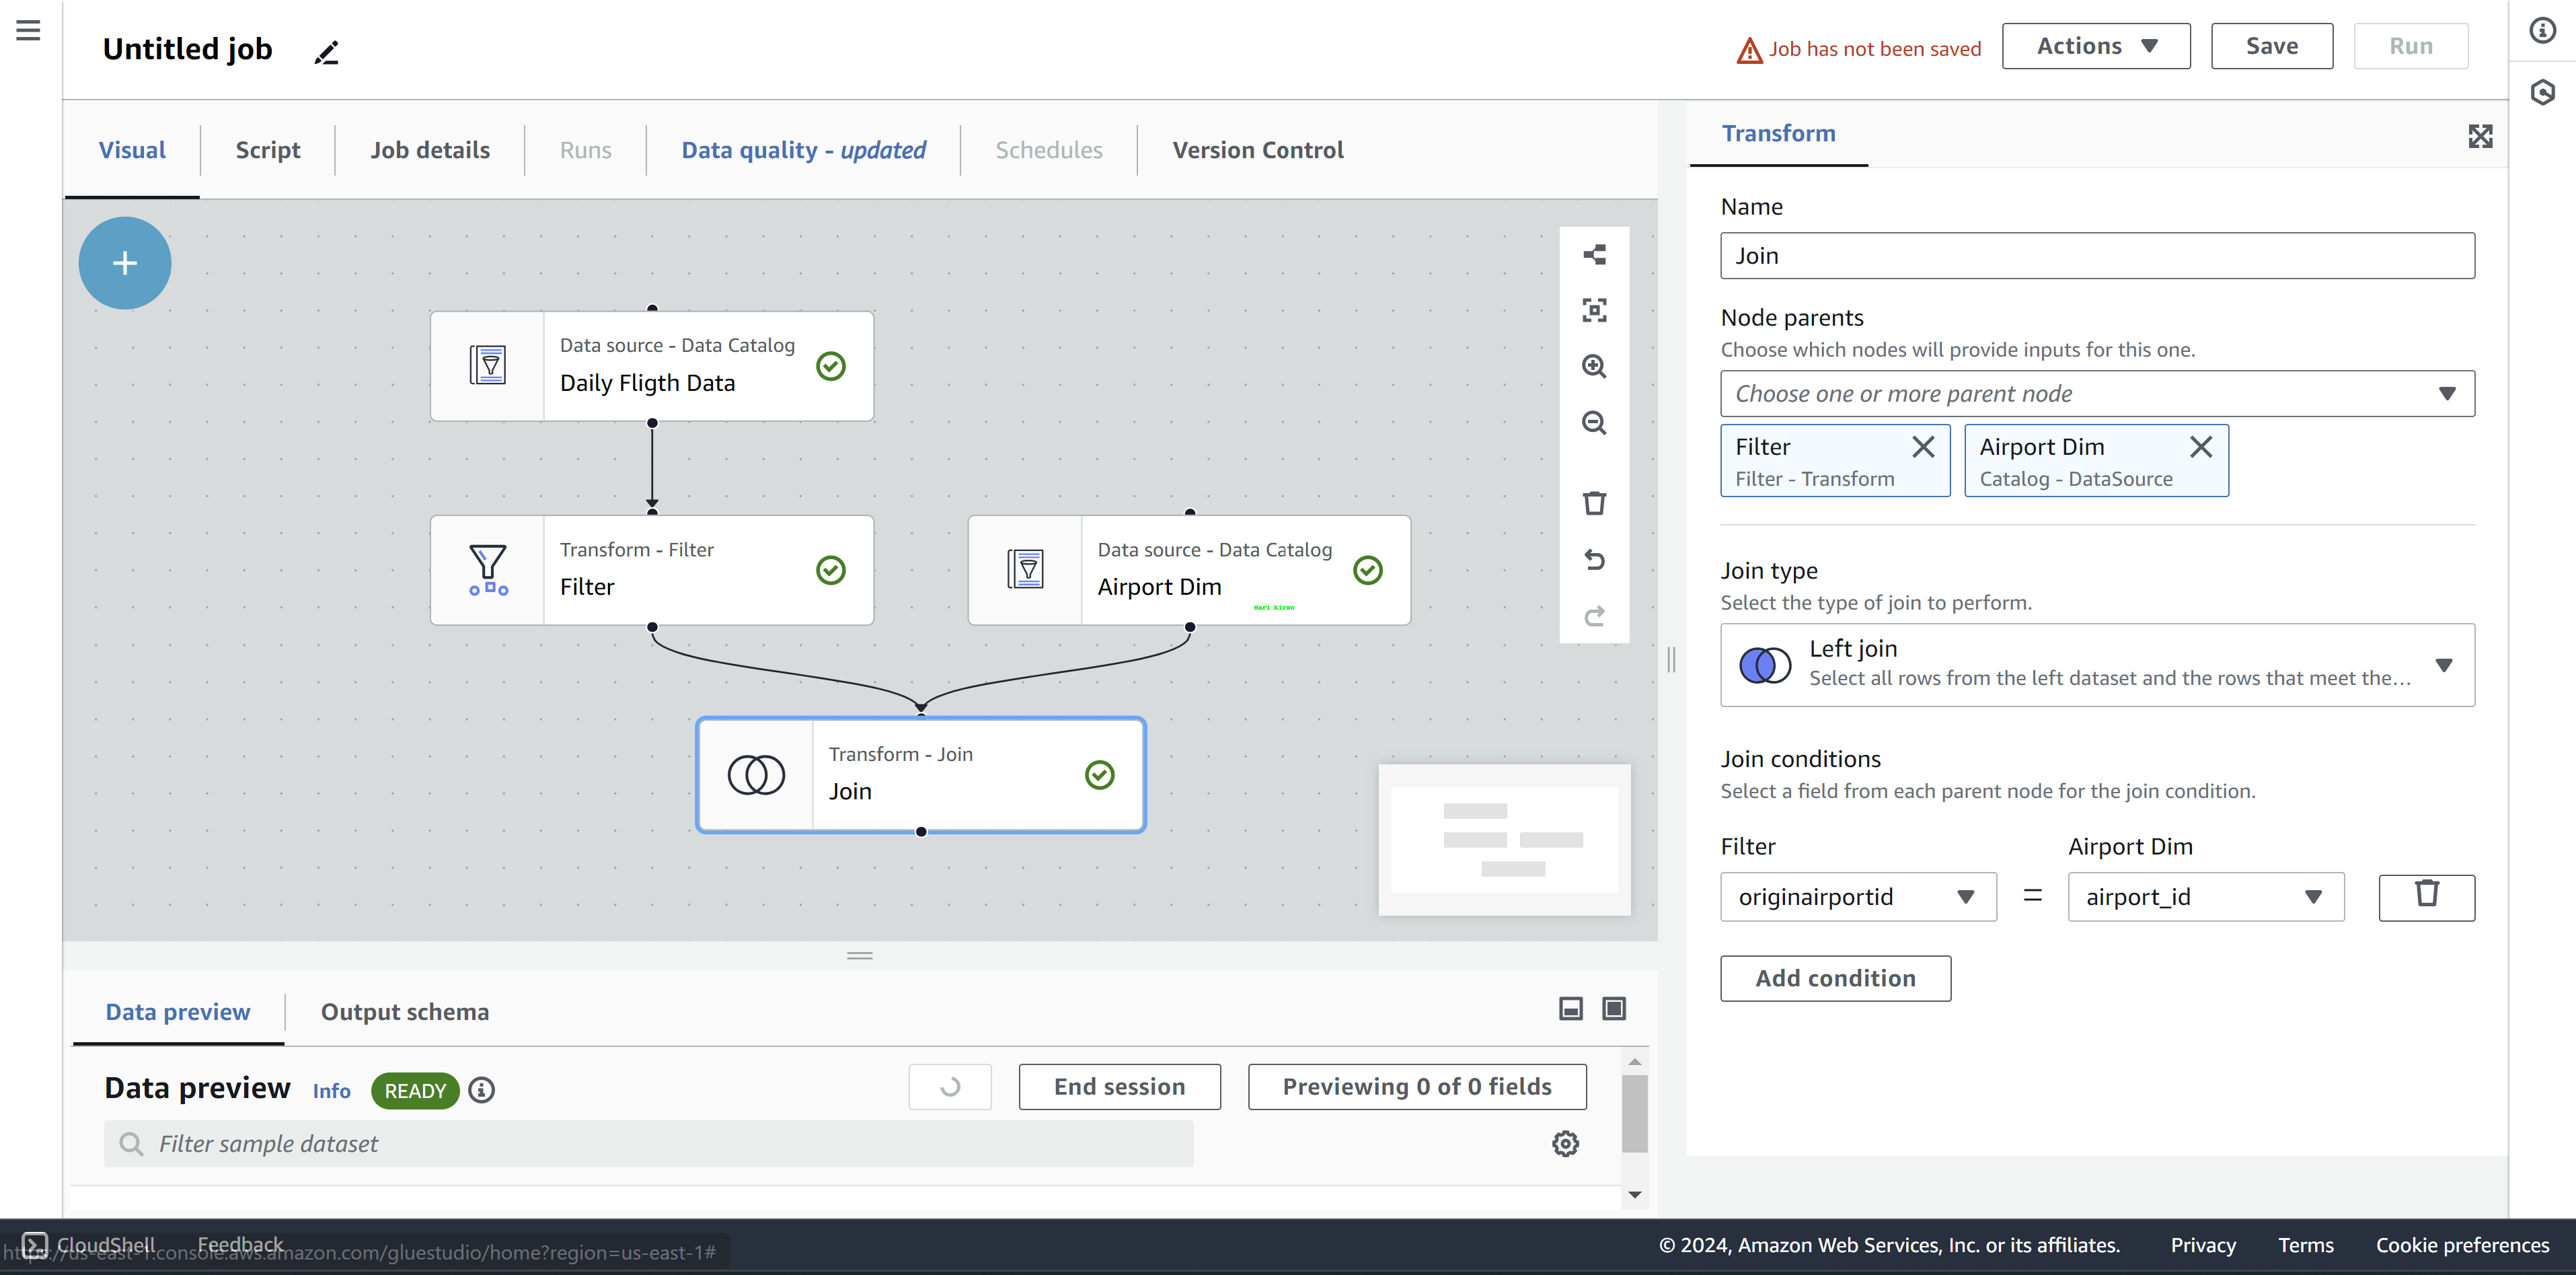 Untitled job
Job has not been saved
Actions
Save
Run
Visual
Script
Job details
Runs
Data quality - updated
Schedules
Version Control
Data source - Data Catalog
Daily Fligth Data
Transform - Filter
Filter
Data source - Data Catalog
Airport Dim
Transform - Join
Join
Transform
Name
Join
Node parents
Choose which nodes will provide inputs for this one.
Choose one or more parent node
Filter
Filter - Transform
Airport Dim
Catalog - DataSource
Join type
Select the type of join to perform.
Left join
Select all rows from the left dataset and the rows that meet the...
Join conditions
Select a field from each parent node for the join condition.
Filter
Airport Dim
originairportid
=
airport_id
Add condition
Data preview
Output schema
Data preview
Info
READY
End session
Previewing 0 of 0 fields
Filter sample dataset
CloudShell
Feedback
https://us-east-1.console.aws.amazon.com/gluestudio/home?region=us-east-1#
© 2024, Amazon Web Services, Inc. or its affiliates.
Privacy
Terms
Cookie preferences